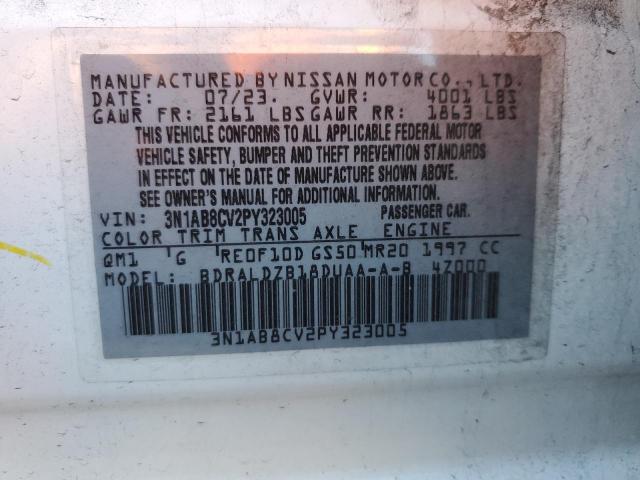 MANUFACTURED BY NISSAN MOTOR CO., LTD.
DATE: 07/23. GVWR: 4001 LBS
GAWR FR: 2161 LBS GAWR RR: 1863 LBS
THIS VEHICLE CONFORMS TO ALL APPLICABLE FEDERAL MOTOR
VEHICLE SAFETY, BUMPER AND THEFT PREVENTION STANDARDS
IN EFFECT ON THE DATE OF MANUFACTURE SHOWN ABOVE.
SEE OWNER'S MANUAL FOR ADDITIONAL INFORMATION.
VIN: 3N1AB8CV2PY323005 PASSENGER CAR.
COLOR TRIM TRANS AXLE ENGINE
QM1 G RE0F10D GS50 MR20 1997 CC
MODEL: BDRALDZB18DUAA-A-B 4Z000
3N1AB8CV2PY323005